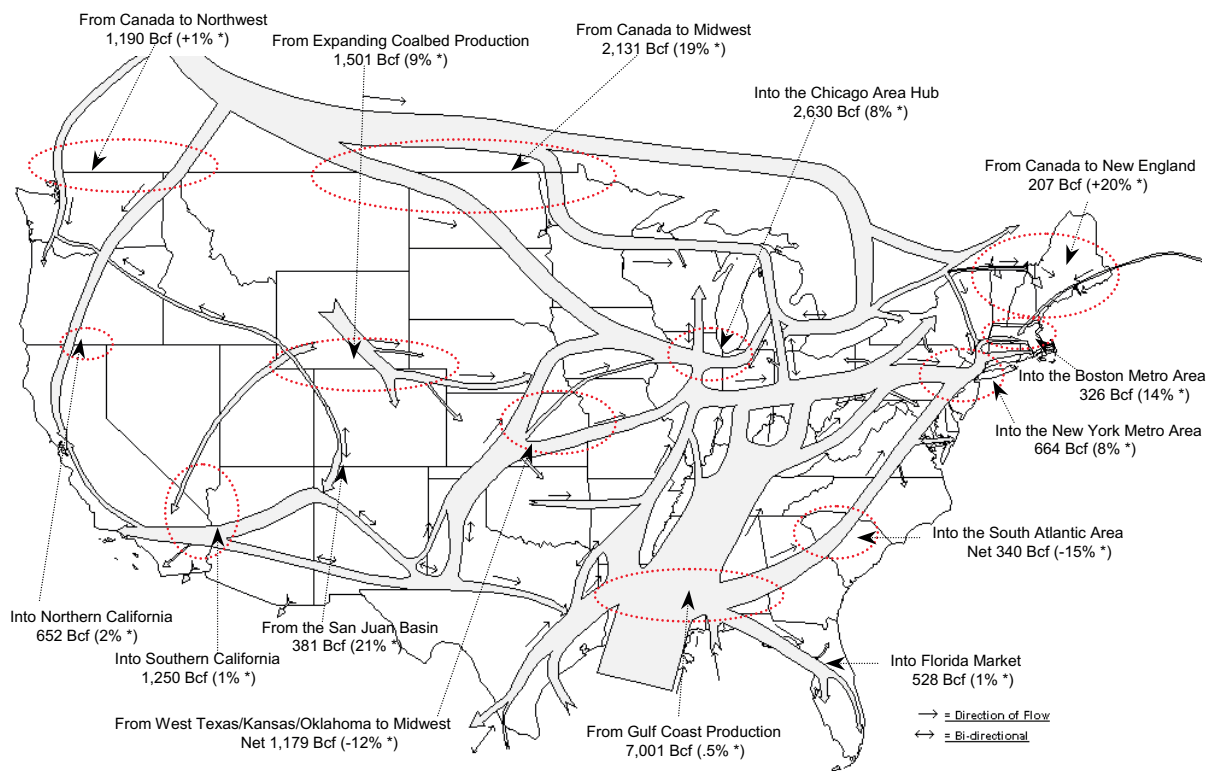 From Canada to Northwest
1,190 Bcf (+1% *)
From Expanding Coalbed Production
1,501 Bcf (9% *)
From Canada to Midwest
2,131 Bcf (19% *)
Into the Chicago Area Hub
2,630 Bcf (8% *)
From Canada to New England
207 Bcf (+20% *)
Into the Boston Metro Area
326 Bcf (14% *)
Into the New York Metro Area
664 Bcf (8% *)
Into the South Atlantic Area
Net 340 Bcf (-15% *)
Into Northern California
652 Bcf (2% *)
From the San Juan Basin
381 Bcf (21% *)
Into Southern California
1,250 Bcf (1% *)
Into Florida Market
528 Bcf (1% *)
From West Texas/Kansas/Oklahoma to Midwest
Net 1,179 Bcf (-12% *)
From Gulf Coast Production
7,001 Bcf (.5% *)
= Direction of Flow
= Bi-directional